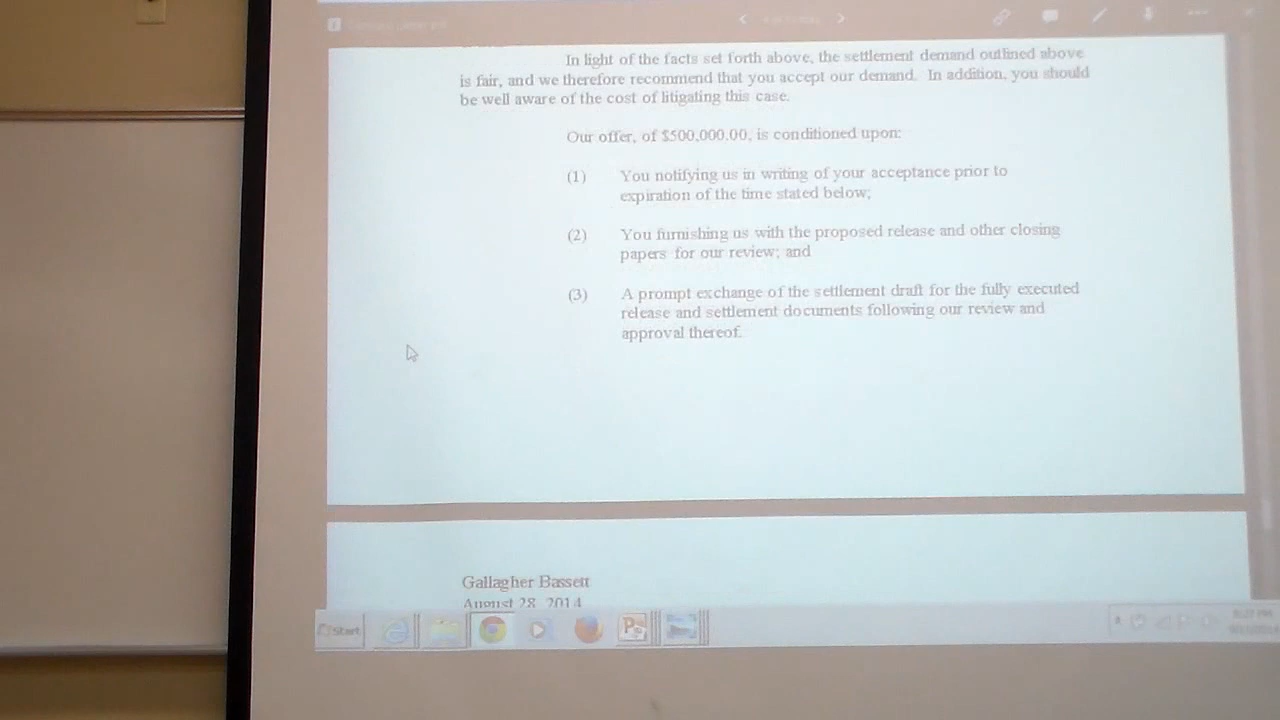 In light of the facts set forth above, the settlement demand outlined above
is fair, and we therefore recommend that you accept our demand. In addition, you should
be well aware of the cost of litigating this case.
Our offer, of $500,000.00, is conditioned upon:
(1) You notifying us in writing of your acceptance prior to
expiration of the time stated below;
(2) You furnishing us with the proposed release and other closing
papers for our review; and
(3) A prompt exchange of the settlement draft for the fully executed
release and settlement documents following our review and
approval thereof.
Gallagher Bassett
August 28, 2014
Start